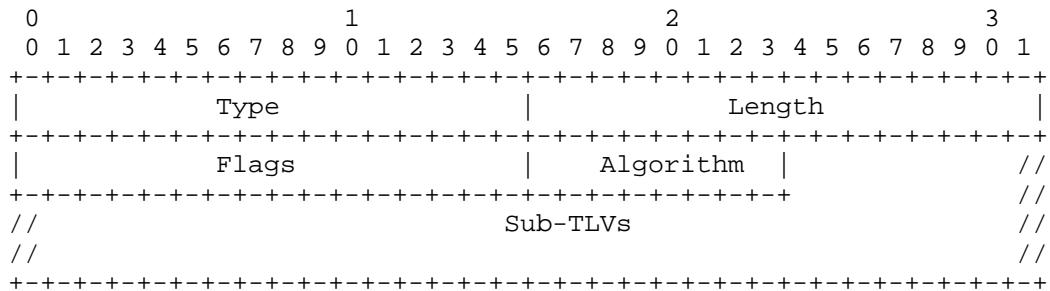 0                   1                   2                   3
 0 1 2 3 4 5 6 7 8 9 0 1 2 3 4 5 6 7 8 9 0 1 2 3 4 5 6 7 8 9 0 1
+-+-+-+-+-+-+-+-+-+-+-+-+-+-+-+-+-+-+-+-+-+-+-+-+-+-+-+-+-+-+-+-+
|            Type               |            Length             |
+-+-+-+-+-+-+-+-+-+-+-+-+-+-+-+-+-+-+-+-+-+-+-+-+-+-+-+-+-+-+-+-+
|            Flags              |   Algorithm   |              //
+-+-+-+-+-+-+-+-+-+-+-+-+-+-+-+-+-+-+-+-+-+-+-+-+              //
//                             Sub-TLVs                        //
//                                                             //
+-+-+-+-+-+-+-+-+-+-+-+-+-+-+-+-+-+-+-+-+-+-+-+-+-+-+-+-+-+-+-+-+